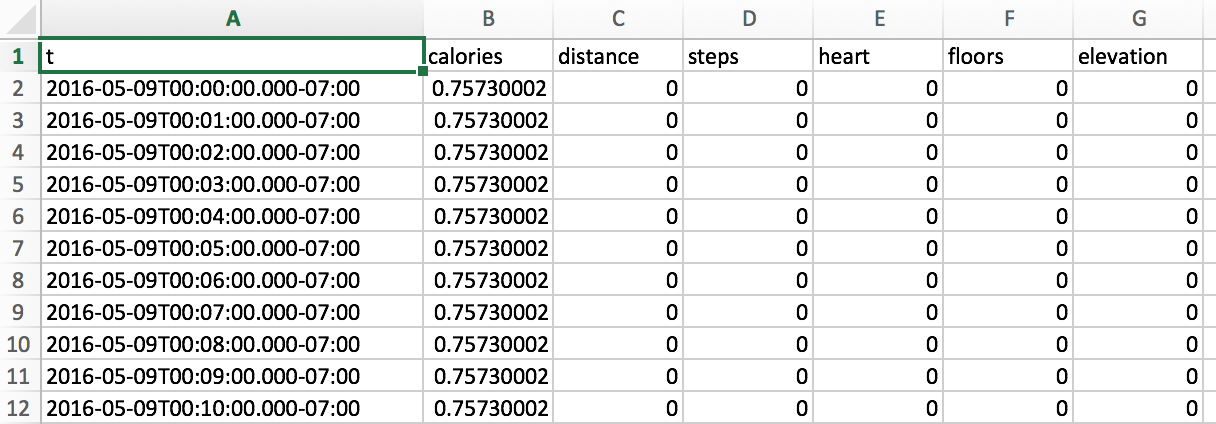 A B C D E F G
1 t calories distance steps heart floors elevation
2 2016-05-09T00:00:00.000-07:00 0.75730002 0 0 0 0 0
3 2016-05-09T00:01:00.000-07:00 0.75730002 0 0 0 0 0
4 2016-05-09T00:02:00.000-07:00 0.75730002 0 0 0 0 0
5 2016-05-09T00:03:00.000-07:00 0.75730002 0 0 0 0 0
6 2016-05-09T00:04:00.000-07:00 0.75730002 0 0 0 0 0
7 2016-05-09T00:05:00.000-07:00 0.75730002 0 0 0 0 0
8 2016-05-09T00:06:00.000-07:00 0.75730002 0 0 0 0 0
9 2016-05-09T00:07:00.000-07:00 0.75730002 0 0 0 0 0
10 2016-05-09T00:08:00.000-07:00 0.75730002 0 0 0 0 0
11 2016-05-09T00:09:00.000-07:00 0.75730002 0 0 0 0 0
12 2016-05-09T00:10:00.000-07:00 0.75730002 0 0 0 0 0